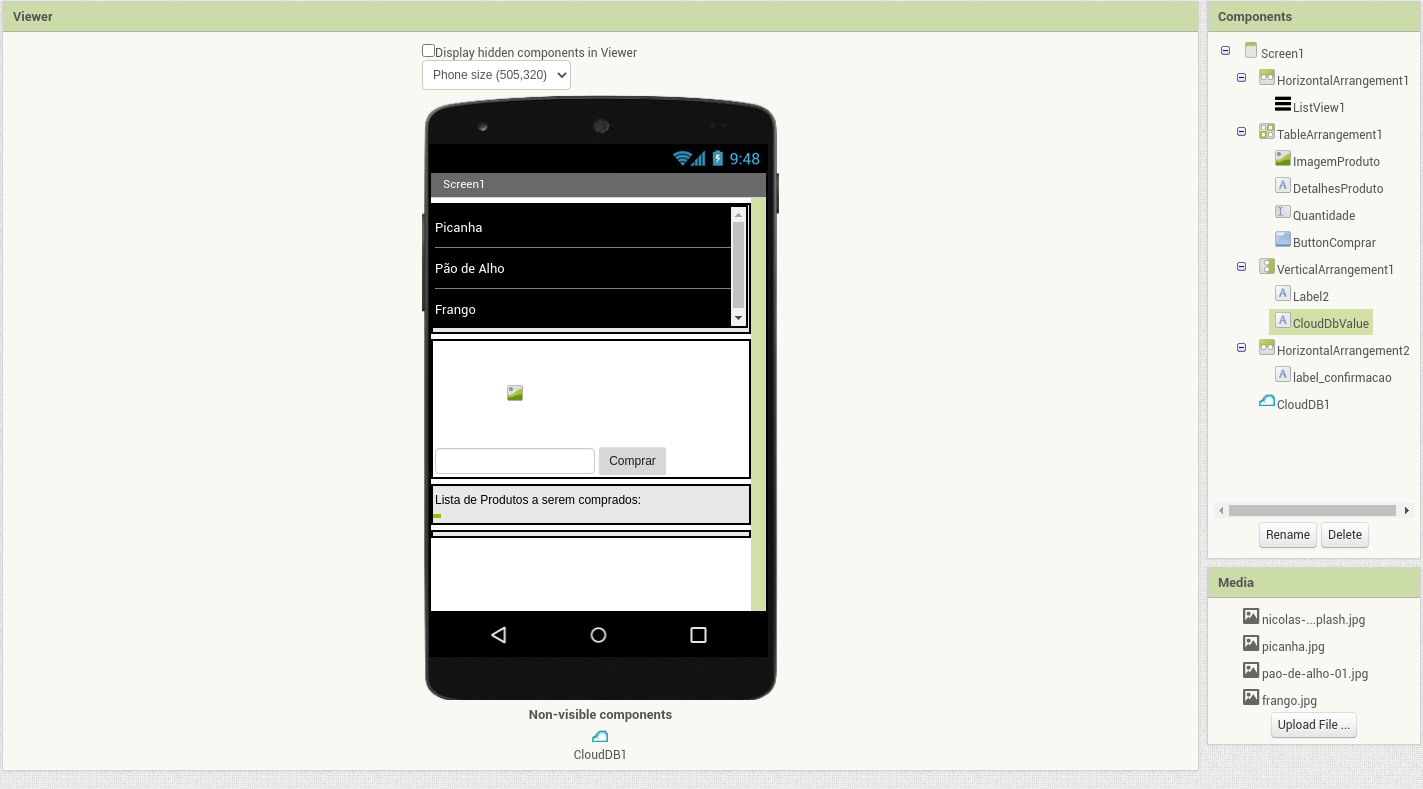 Viewer
Display hidden components in Viewer
Phone size (505,320)
9:48
Screen1
Picanha
Pão de Alho
Frango
Comprar
Lista de Produtos a serem comprados:
Non-visible components
CloudDB1
Components
Screen1
HorizontalArrangement1
ListView1
TableArrangement1
ImagemProduto
A DetalhesProduto
Quantidade
ButtonComprar
VerticalArrangement1
A Label2
A CloudDbValue
HorizontalArrangement2
A label_confirmacao
CloudDB1
Rename Delete
Media
nicolas-...plash.jpg
picanha.jpg
pao-de-alho-01.jpg
frango.jpg
Upload File ...